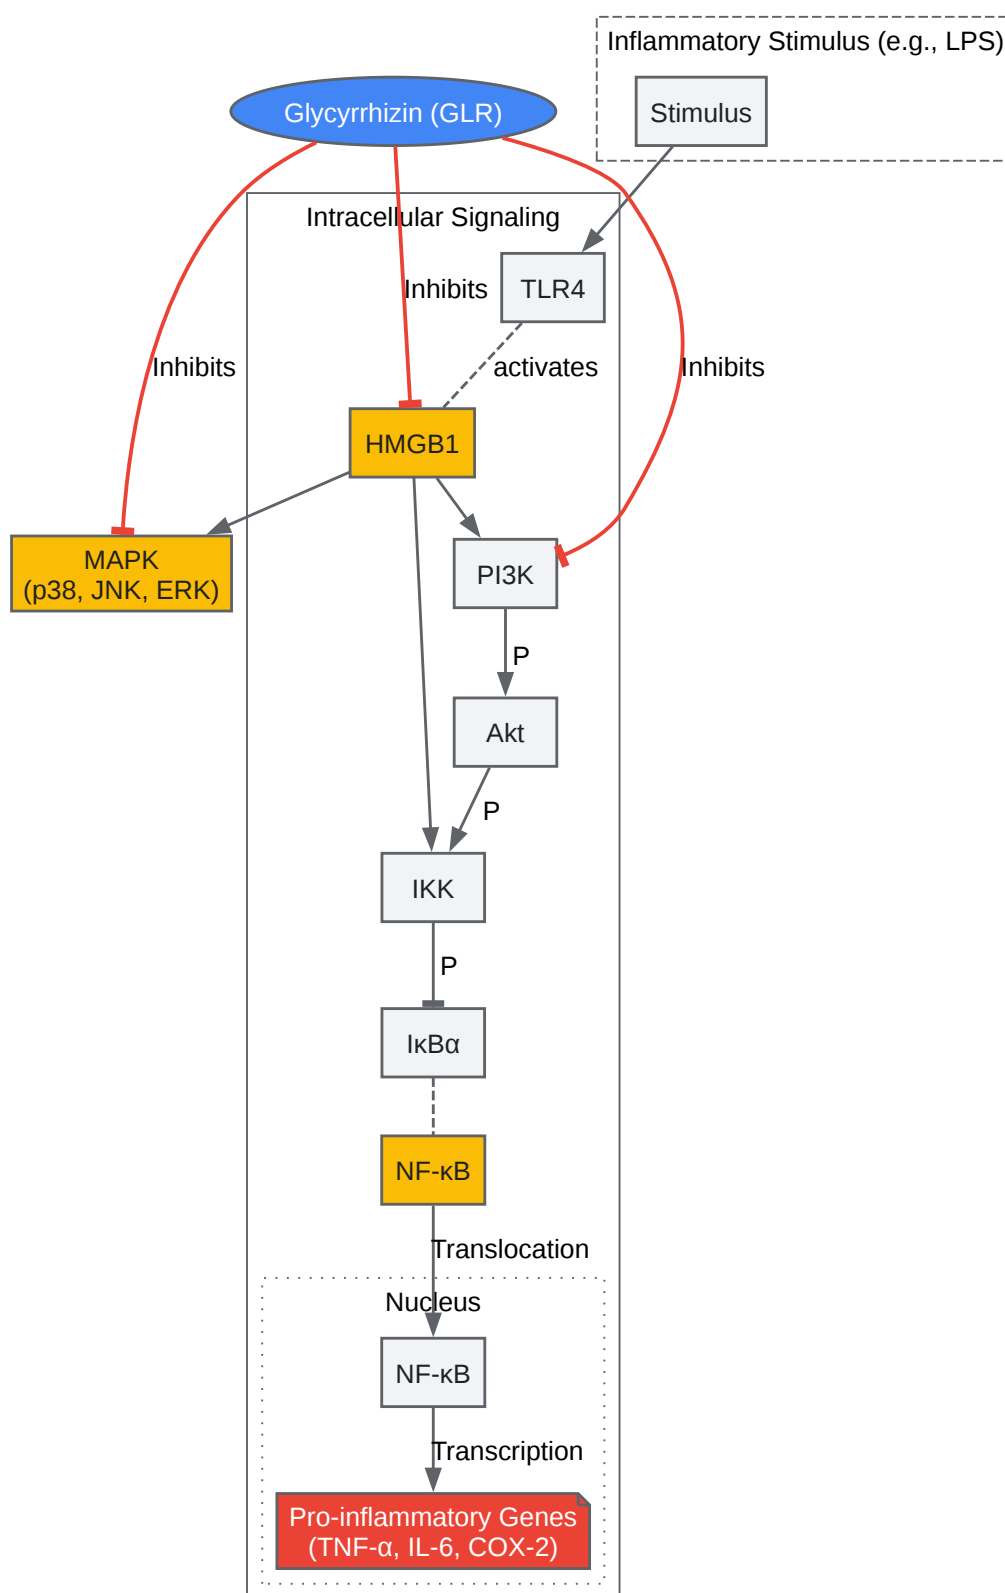 Inflammatory Stimulus (e.g., LPS)
Stimulus
Glycyrrhizin (GLR)
Intracellular Signaling
Inhibits
TLR4
Inhibits
activates
Inhibits
HMGB1
MAPK
(p38, JNK, ERK)
PI3K
P
Akt
P
IKK
P
IκBα
NF-κB
Translocation
Nucleus
NF-κB
Transcription
Pro-inflammatory Genes
(TNF-α, IL-6, COX-2)